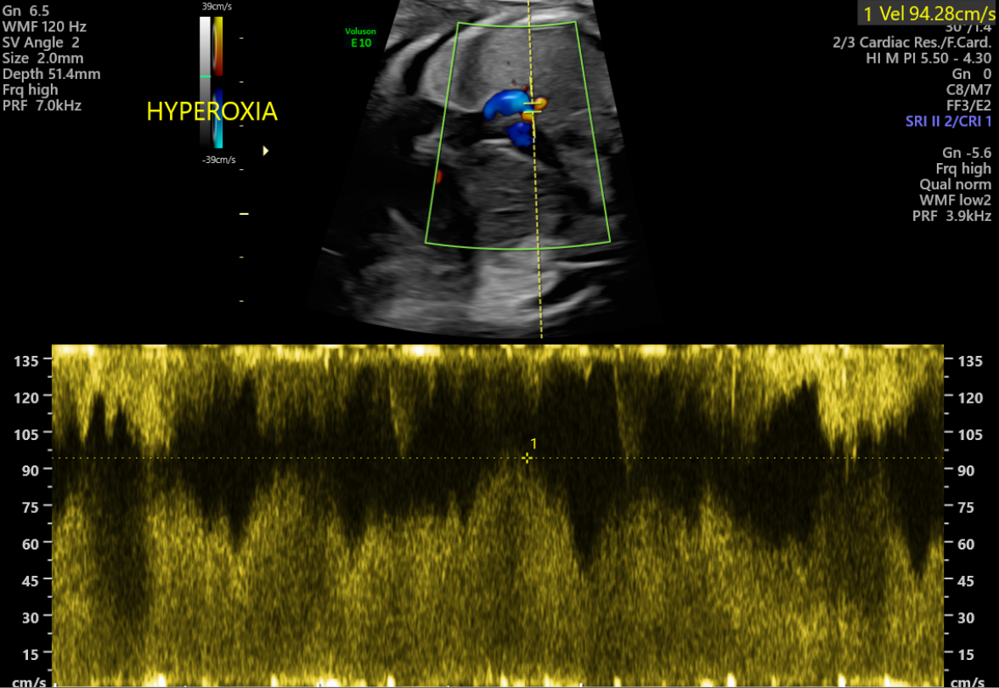 Gn 6.5
WMF 120 Hz
SV Angle 2
Size 2.0mm
Depth 51.4mm
Frq high
PRF 7.0kHz
39cm/s
HYPEROXIA
-39cm/s
Voluson
E10
1 Vel 94.28cm/s
2/3 Cardiac Res./F.Card.
HI M PI 5.50 - 4.30
Gn 0
C8/M7
FF3/E2
SRI II 2/CRI 1
Gn -5.6
Frq high
Qual norm
WMF low2
PRF 3.9kHz
135
120
105
90
75
60
45
30
15
cm/s
1
135
120
105
90
75
60
45
30
15
cm/s